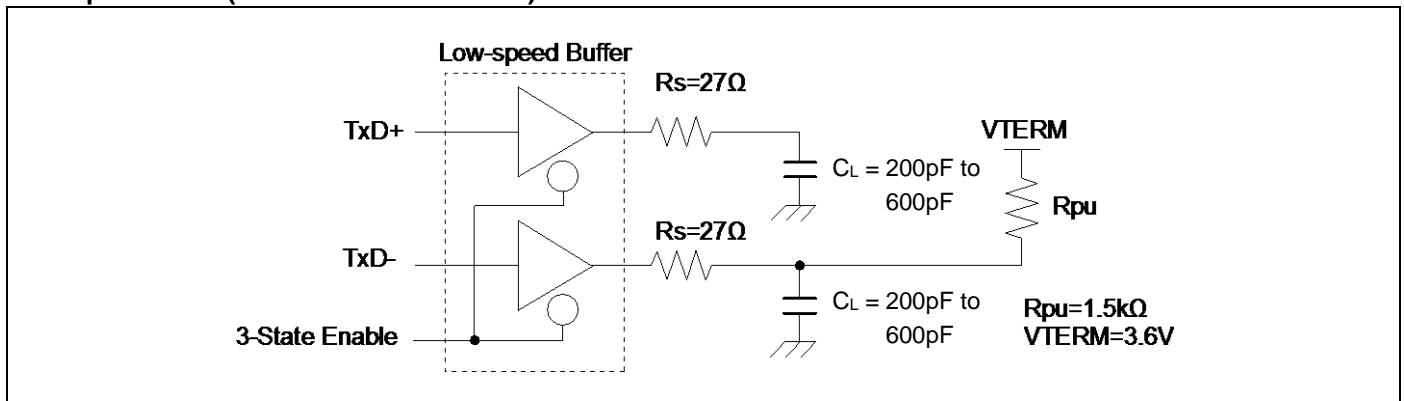 Low-speed Buffer
Rs=27Ω
TxD+
VTERM
CL = 200pF to
600pF
Rpu
Rs=27Ω
TxD-
CL = 200pF to
600pF
Rpu=1.5kΩ
VTERM=3.6V
3-State Enable